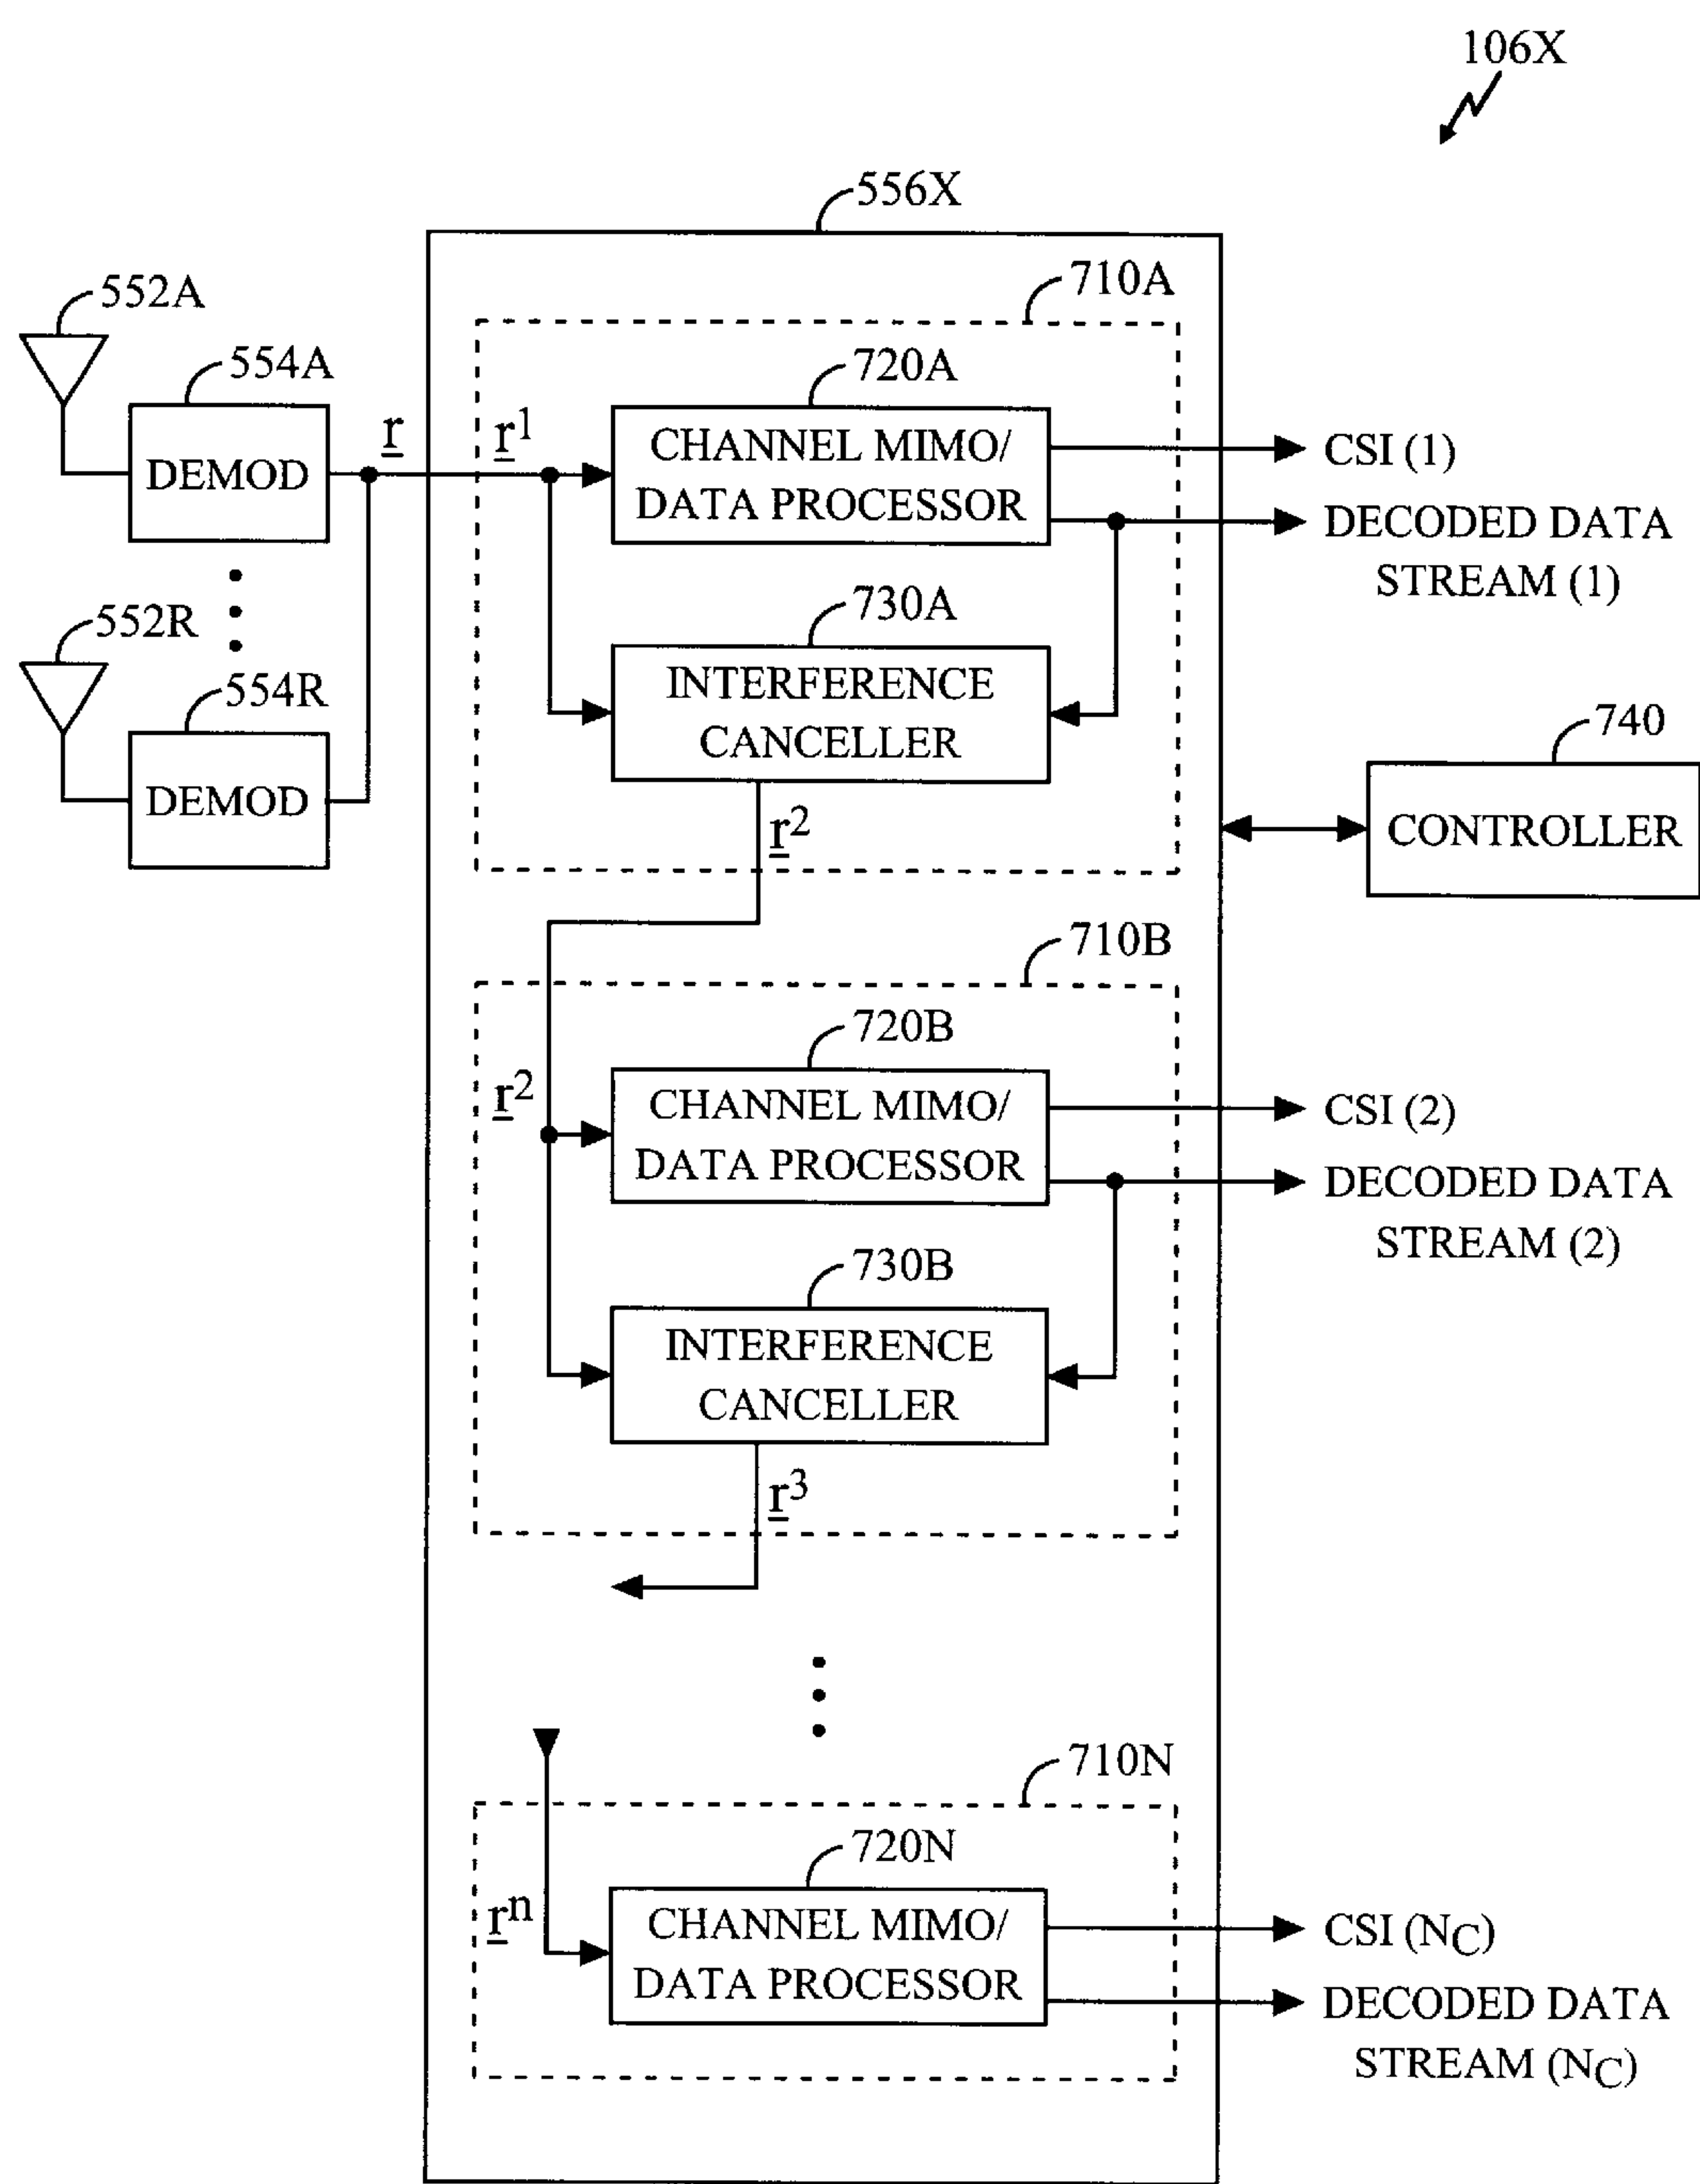 106X
556X
710A
552A
720A
554A
r
r1
CHANNEL MIMO/
DATA PROCESSOR
CSI (1)
DEMOD
DECODED DATA
STREAM (1)
730A
552R
INTERFERENCE
CANCELLER
554R
740
DEMOD
r2
CONTROLLER
710B
720B
r2
CHANNEL MIMO/
DATA PROCESSOR
CSI (2)
DECODED DATA
STREAM (2)
730B
INTERFERENCE
CANCELLER
r3
710N
720N
rn
CHANNEL MIMO/
DATA PROCESSOR
CSI (NC)
DECODED DATA
STREAM (NC)